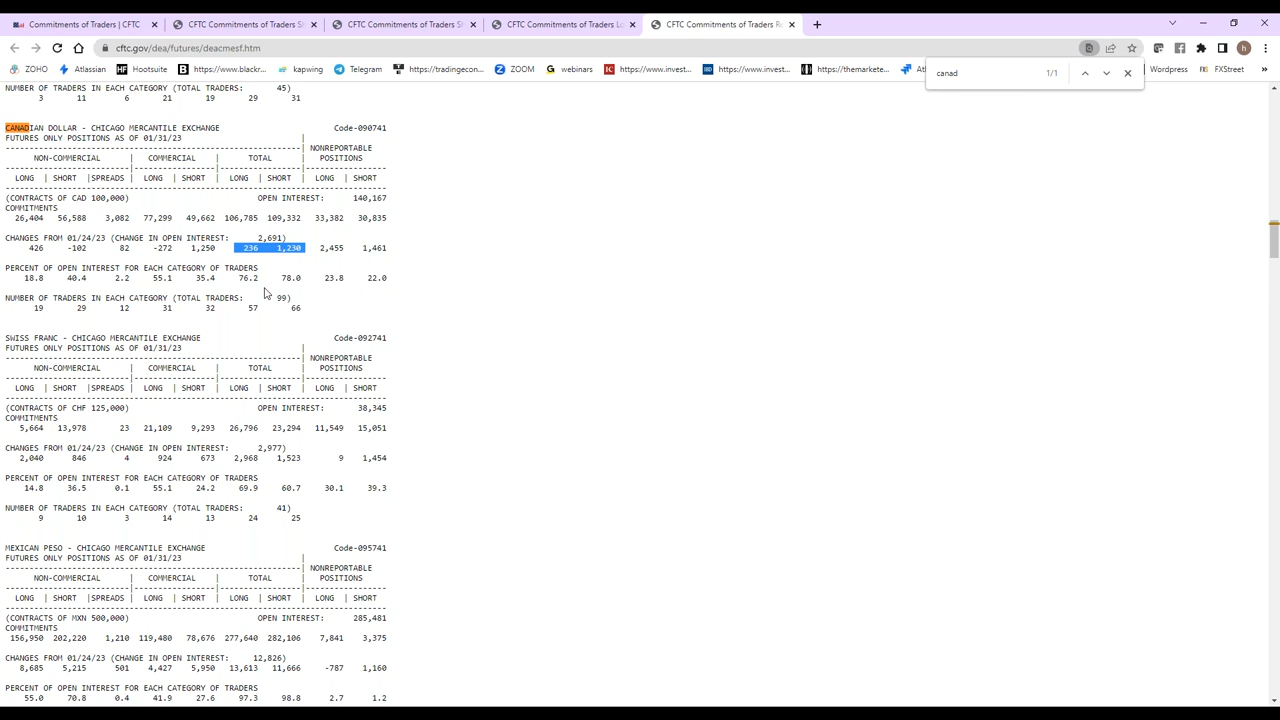 Commitments of Traders | CFTC
CFTC Commitments of Traders Sh
CFTC Commitments of Traders Sh
CFTC Commitments of Traders Lo
CFTC Commitments of Traders Re
cftc.gov/dea/futures/deacmesf.htm
ZOHO
Atlassian
Hootsuite
https://www.blackr...
kapwing
Telegram
https://tradingecon...
ZOOM
webinars
https://www.invest...
https://www.invest...
https://themarkete...
Atl
Wordpress
FXStreet
canad 1/1
NUMBER OF TRADERS IN EACH CATEGORY (TOTAL TRADERS: 45)
3 11 6 21 19 29 31
CANADIAN DOLLAR - CHICAGO MERCANTILE EXCHANGE Code-090741
FUTURES ONLY POSITIONS AS OF 01/31/23 |
--------------------------------------------------------------| NONREPORTABLE
NON-COMMERCIAL | COMMERCIAL | TOTAL | POSITIONS
--------------------------|------------------|------------------|-----------------
LONG | SHORT |SPREADS | LONG | SHORT | LONG | SHORT | LONG | SHORT
--------------------------------------------------------------------------------
(CONTRACTS OF CAD 100,000) OPEN INTEREST: 140,167
COMMITMENTS
26,404 56,588 3,082 77,299 49,662 106,785 109,332 33,382 30,835
CHANGES FROM 01/24/23 (CHANGE IN OPEN INTEREST: 2,691)
426 -102 82 -272 1,250 236 1,230 2,455 1,461
PERCENT OF OPEN INTEREST FOR EACH CATEGORY OF TRADERS
18.8 40.4 2.2 55.1 35.4 76.2 78.0 23.8 22.0
NUMBER OF TRADERS IN EACH CATEGORY (TOTAL TRADERS: 99)
19 29 12 31 32 57 66
SWISS FRANC - CHICAGO MERCANTILE EXCHANGE Code-092741
FUTURES ONLY POSITIONS AS OF 01/31/23 |
--------------------------------------------------------------| NONREPORTABLE
NON-COMMERCIAL | COMMERCIAL | TOTAL | POSITIONS
--------------------------|------------------|------------------|-----------------
LONG | SHORT |SPREADS | LONG | SHORT | LONG | SHORT | LONG | SHORT
--------------------------------------------------------------------------------
(CONTRACTS OF CHF 125,000) OPEN INTEREST: 38,345
COMMITMENTS
5,664 13,978 23 21,109 9,293 26,796 23,294 11,549 15,051
CHANGES FROM 01/24/23 (CHANGE IN OPEN INTEREST: 2,977)
2,040 846 4 924 673 2,968 1,523 9 1,454
PERCENT OF OPEN INTEREST FOR EACH CATEGORY OF TRADERS
14.8 36.5 0.1 55.1 24.2 69.9 60.7 30.1 39.3
NUMBER OF TRADERS IN EACH CATEGORY (TOTAL TRADERS: 41)
9 10 3 14 13 24 25
MEXICAN PESO - CHICAGO MERCANTILE EXCHANGE Code-095741
FUTURES ONLY POSITIONS AS OF 01/31/23 |
--------------------------------------------------------------| NONREPORTABLE
NON-COMMERCIAL | COMMERCIAL | TOTAL | POSITIONS
--------------------------|------------------|------------------|-----------------
LONG | SHORT |SPREADS | LONG | SHORT | LONG | SHORT | LONG | SHORT
--------------------------------------------------------------------------------
(CONTRACTS OF MXN 500,000) OPEN INTEREST: 285,481
COMMITMENTS
156,950 202,220 1,210 119,480 78,676 277,640 282,106 7,841 3,375
CHANGES FROM 01/24/23 (CHANGE IN OPEN INTEREST: 12,826)
8,685 5,215 501 4,427 5,950 13,613 11,666 -787 1,160
PERCENT OF OPEN INTEREST FOR EACH CATEGORY OF TRADERS
55.0 70.8 0.4 41.9 27.6 97.3 98.8 2.7 1.2